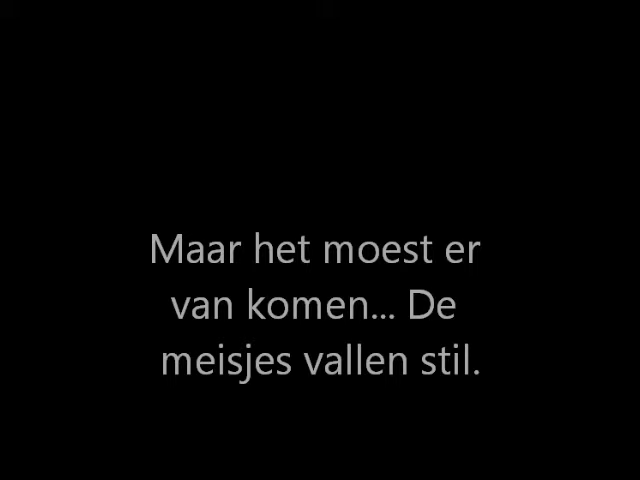 Maar het moest er
van komen... De
meisjes vallen stil.